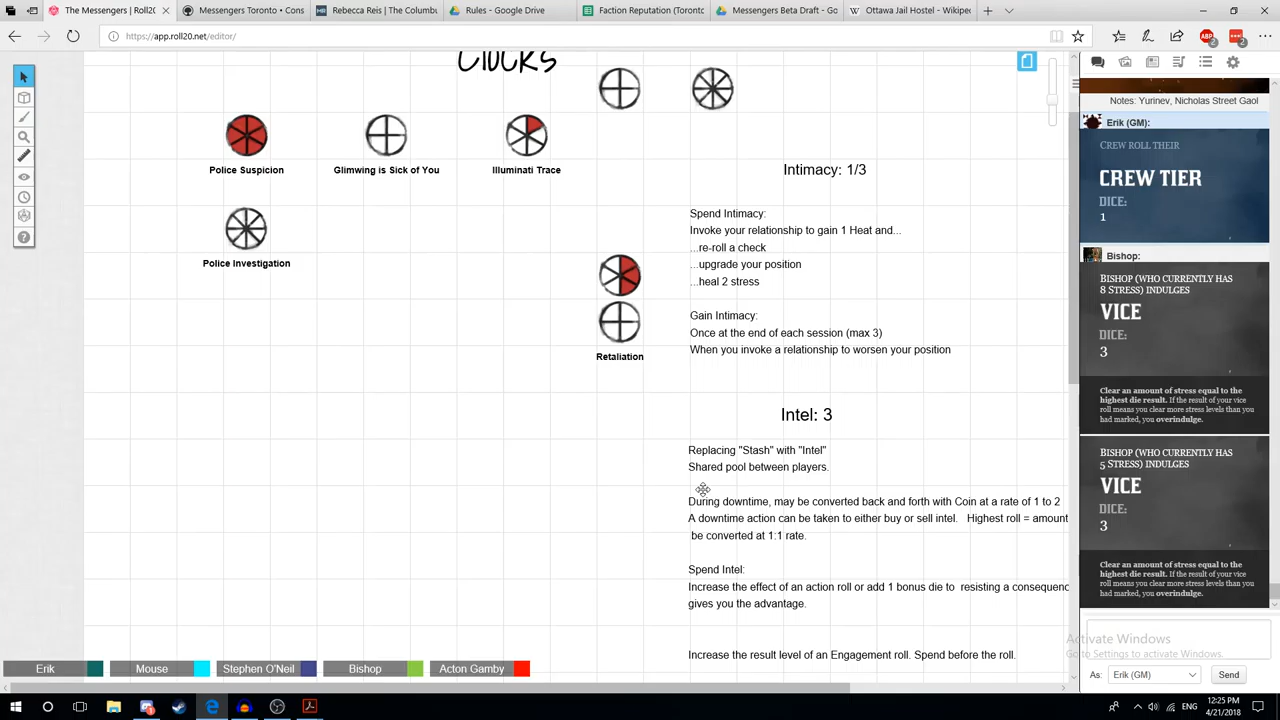 The Messengers | Roll20
Messengers Toronto • Cons
Rebecca Reis | The Columbu
Rules - Google Drive
Faction Reputation (Toronto
Messengers Beta Draft - Go
Ottawa Jail Hostel - Wikipe
https://app.roll20.net/editor/
2
2
Clocks
Police Suspicion
Glimwing is Sick of You
Illuminati Trace
Police Investigation
Retaliation
Intimacy: 1/3
Spend Intimacy:
Invoke your relationship to gain 1 Heat and...
...re-roll a check
...upgrade your position
...heal 2 stress
Gain Intimacy:
Once at the end of each session (max 3)
When you invoke a relationship to worsen your position
Intel: 3
Replacing "Stash" with "Intel"
Shared pool between players.
During downtime, may be converted back and forth with Coin at a rate of 1 to 2
A downtime action can be taken to either buy or sell intel. Highest roll = amount
be converted at 1:1 rate.
Spend Intel:
Increase the effect of an action roll or add 1 bonus die to resisting a consequenc
gives you the advantage.
Increase the result level of an Engagement roll. Spend before the roll.
Erik
Mouse
Stephen O'Neil
Bishop
Acton Gamby
Notes: Yurinev, Nicholas Street Gaol
Erik (GM):
CREW ROLL THEIR
CREW TIER
DICE:
1
Bishop:
BISHOP (WHO CURRENTLY HAS
8 STRESS) INDULGES
VICE
DICE:
3
Clear an amount of stress equal to the
highest die result. If the result of your vice
roll means you clear more stress levels than you
had marked, you overindulge.
BISHOP (WHO CURRENTLY HAS
5 STRESS) INDULGES
VICE
DICE:
3
Clear an amount of stress equal to the
highest die result. If the result of your vice
roll means you clear more stress levels than you
had marked, you overindulge.
Activate Windows
Go to Settings to activate Windows.
As:
Erik (GM)
Send
ENG
12:25 PM
4/21/2018